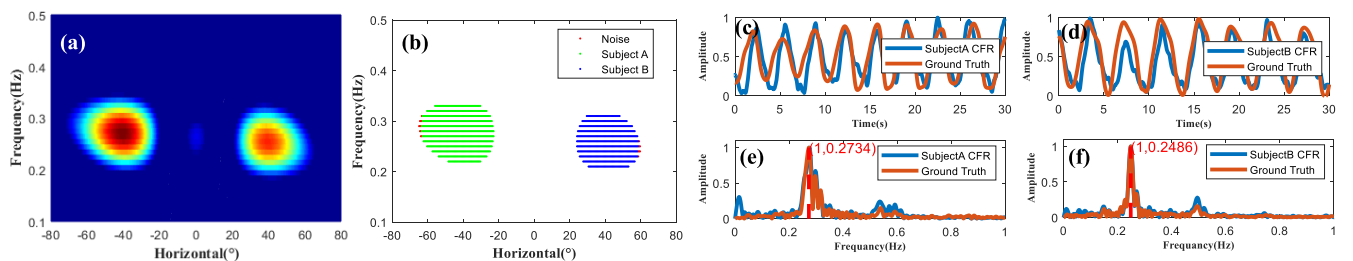 (a)
0.5
0.4
0.3
0.2
0.1
Frequency(Hz)
-80 -60 -40 -20 0 20 40 60 80
Horizontal(°)
(b)
Noise
Subject A
Subject B
0.5
0.4
0.3
0.2
0.1
Frequency(Hz)
-80 -60 -40 -20 0 20 40 60 80
Horizontal(°)
(c)
SubjectA CFR
Ground Truth
1
0.5
0
Amplitude
0 5 10 15 20 25 30
Time(s)
(d)
SubjectB CFR
Ground Truth
1
0.5
0
Amplitude
0 5 10 15 20 25 30
Time(s)
(e)
(1,0.2734)
SubjectA CFR
Ground Truth
1
0.5
0
Amplitude
0 0.2 0.4 0.6 0.8 1
Frequancy(Hz)
(f)
(1,0.2486)
SubjectB CFR
Ground Truth
1
0.5
0
Amplitude
0 0.2 0.4 0.6 0.8 1
Frequancy(Hz)